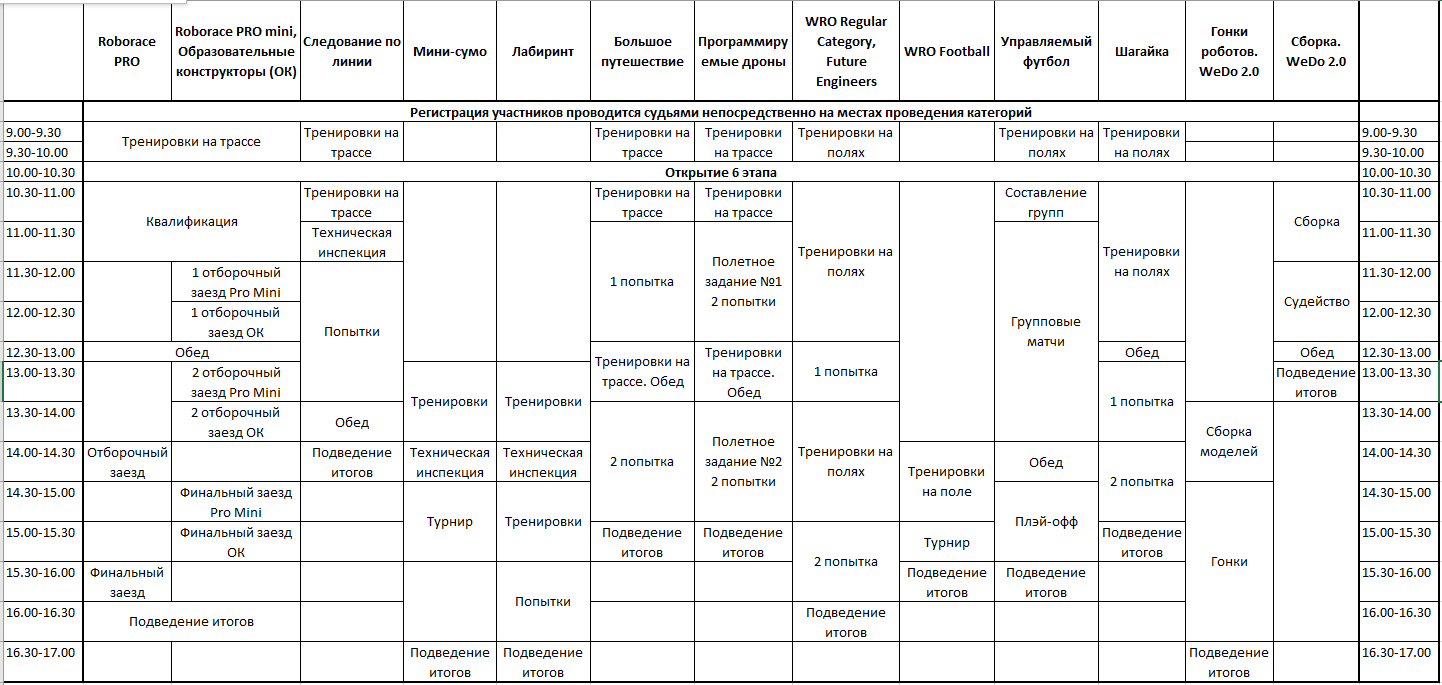 Roborace PRO
Roborace PRO mini, Образовательные конструкторы (ОК)
Следование по линии
Мини-сумо
Лабиринт
Большое путешествие
Программируемые дроны
WRO Regular Category, Future Engineers
WRO Football
Управляемый футбол
Шагайка
Гонки роботов. WeDo 2.0
Сборка. WeDo 2.0
Регистрация участников проводится судьями непосредственно на местах проведения категорий
9.00-9.30
Тренировки на трассе
Тренировки на трассе
Тренировки на трассе
Тренировки на трассе
Тренировки на полях
Тренировки на полях
Тренировки на полях
9.00-9.30
9.30-10.00
9.30-10.00
10.00-10.30
Открытие 6 этапа
10.00-10.30
10.30-11.00
Квалификация
Тренировки на трассе
Тренировки на трассе
Тренировки на трассе
Тренировки на полях
Составление групп
Тренировки на полях
Сборка
10.30-11.00
11.00-11.30
Техническая инспекция
1 попытка
Полетное задание №1 2 попытки
Групповые матчи
11.00-11.30
11.30-12.00
1 отборочный заезд Pro Mini
Попытки
Судейство
11.30-12.00
12.00-12.30
1 отборочный заезд ОК
12.00-12.30
12.30-13.00
Обед
Тренировки на трассе. Обед
Тренировки на трассе. Обед
1 попытка
Обед
Обед
12.30-13.00
13.00-13.30
2 отборочный заезд Pro Mini
Тренировки
Тренировки
1 попытка
Подведение итогов
13.00-13.30
13.30-14.00
2 отборочный заезд ОК
Обед
2 попытка
Полетное задание №2 2 попытки
Тренировки на полях
Сборка моделей
13.30-14.00
14.00-14.30
Отборочный заезд
Подведение итогов
Техническая инспекция
Техническая инспекция
Тренировки на поле
Обед
2 попытка
14.00-14.30
14.30-15.00
Финальный заезд Pro Mini
Турнир
Тренировки
Плэй-офф
Гонки
14.30-15.00
15.00-15.30
Финальный заезд ОК
Подведение итогов
Подведение итогов
2 попытка
Турнир
Подведение итогов
15.00-15.30
15.30-16.00
Финальный заезд
Попытки
Подведение итогов
Подведение итогов
15.30-16.00
16.00-16.30
Подведение итогов
Подведение итогов
16.00-16.30
16.30-17.00
Подведение итогов
Подведение итогов
Подведение итогов
16.30-17.00